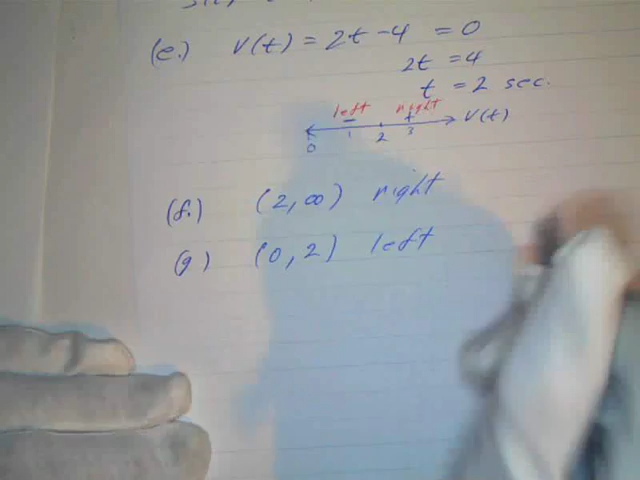 (e.) V(t) = 2t - 4 = 0
2t = 4
t = 2 sec.
left right
- +
0 1 2 3 V(t)
(f.) (2, ∞) right
(g) (0, 2) left